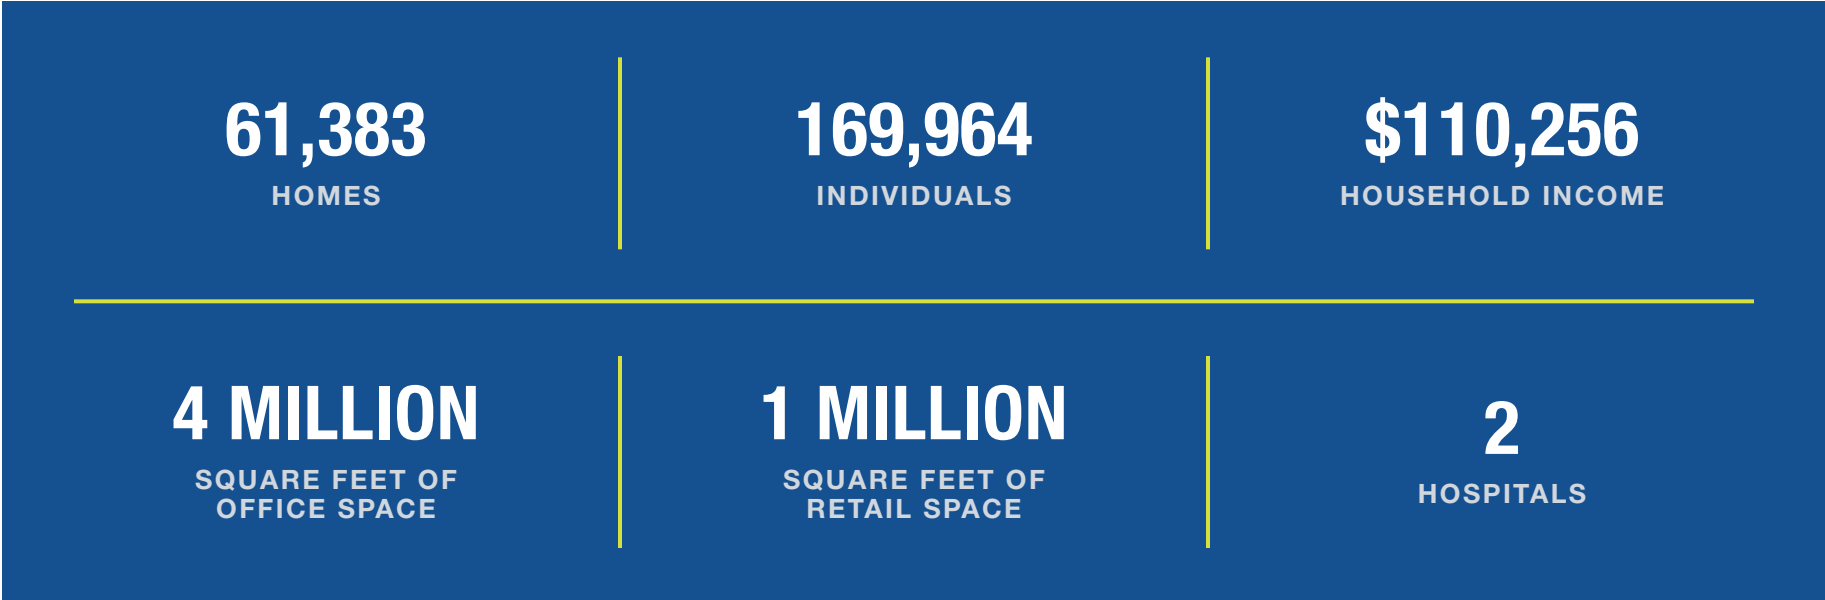 61,383
HOMES
169,964
INDIVIDUALS
$110,256
HOUSEHOLD INCOME
4 MILLION
SQUARE FEET OF
OFFICE SPACE
1 MILLION
SQUARE FEET OF
RETAIL SPACE
2
HOSPITALS